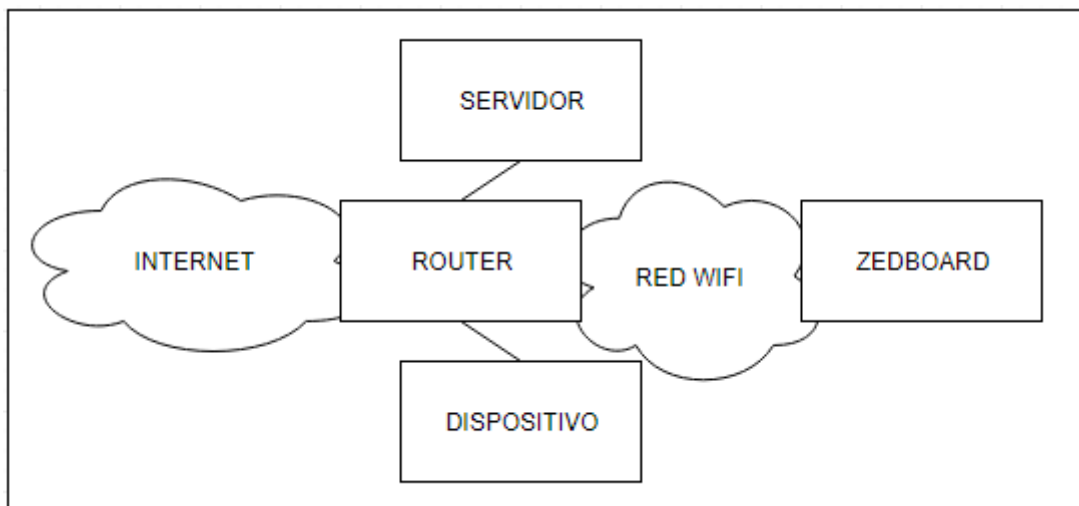 SERVIDOR
INTERNET
ROUTER
RED WIFI
ZEDBOARD
DISPOSITIVO